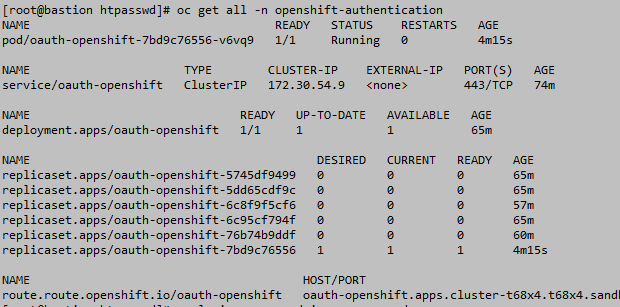 [root@bastion htpasswd]# oc get all -n openshift-authentication
NAME READY STATUS RESTARTS AGE
pod/oauth-openshift-7bd9c76556-v6vq9 1/1 Running 0 4m15s
NAME TYPE CLUSTER-IP EXTERNAL-IP PORT(S) AGE
service/oauth-openshift ClusterIP 172.30.54.9 <none> 443/TCP 74m
NAME READY UP-TO-DATE AVAILABLE AGE
deployment.apps/oauth-openshift 1/1 1 1 65m
NAME DESIRED CURRENT READY AGE
replicaset.apps/oauth-openshift-5745df9499 0 0 0 65m
replicaset.apps/oauth-openshift-5dd65cdf9c 0 0 0 65m
replicaset.apps/oauth-openshift-6c8f9f5cf6 0 0 0 57m
replicaset.apps/oauth-openshift-6c95cf794f 0 0 0 65m
replicaset.apps/oauth-openshift-76b74b9ddf 0 0 0 60m
replicaset.apps/oauth-openshift-7bd9c76556 1 1 1 4m15s
NAME HOST/PORT
route.route.openshift.io/oauth-openshift oauth-openshift.apps.cluster-t68x4.t68x4.sand